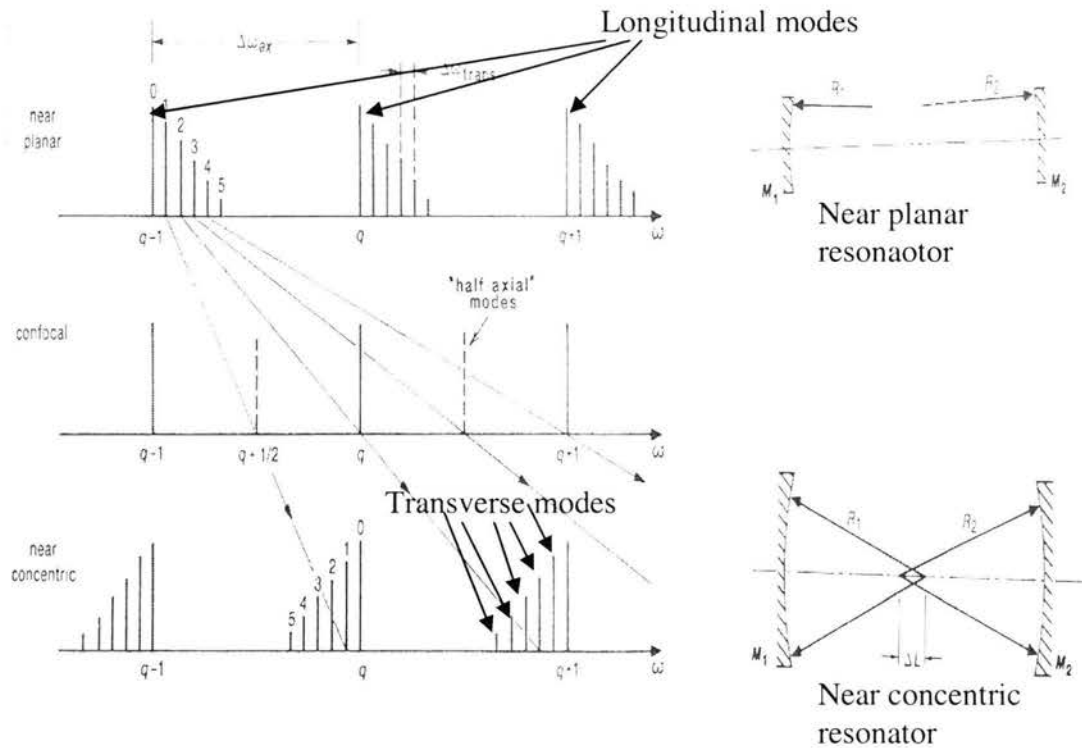 Longitudinal modes
Δω_ax
Δω_trans
near
planar
0
1
2
3
4
5
q-1
q
q+1
ω
R₂
M₁
M₂
Near planar
resonaotor
"half axial"
modes
confocal
q-1
q+1/2
q
q+1
ω
Transverse modes
near
concentric
5
4
3
2
1
0
q-1
q
q+1
ω
R₁
R₂
ΔL
M₁
M₂
Near concentric
resonator